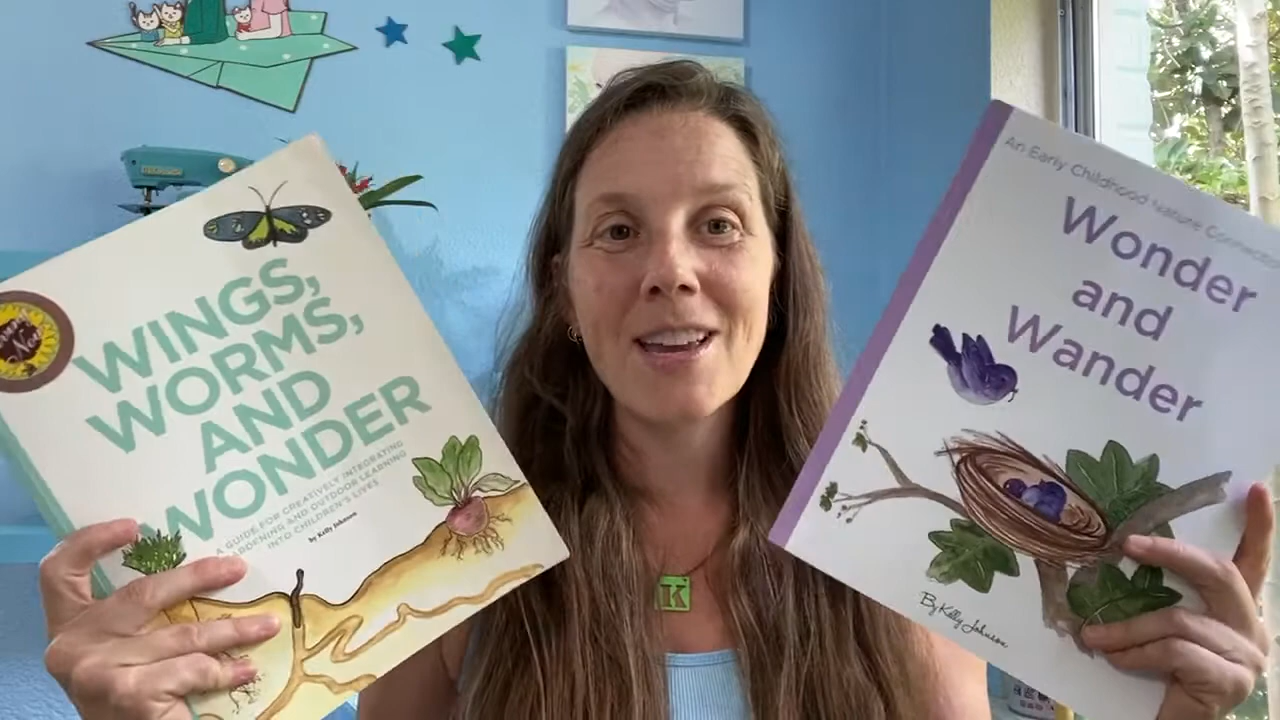 WINGS,
WORMS,
AND
WONDER
A GUIDE FOR CREATIVELY INTEGRATING
GARDENING AND OUTDOOR LEARNING
INTO CHILDREN'S LIVES
by Kelly Johnson
K
An Early Childhood Nature
Wonder
and
Wander
By Kelly Johnson